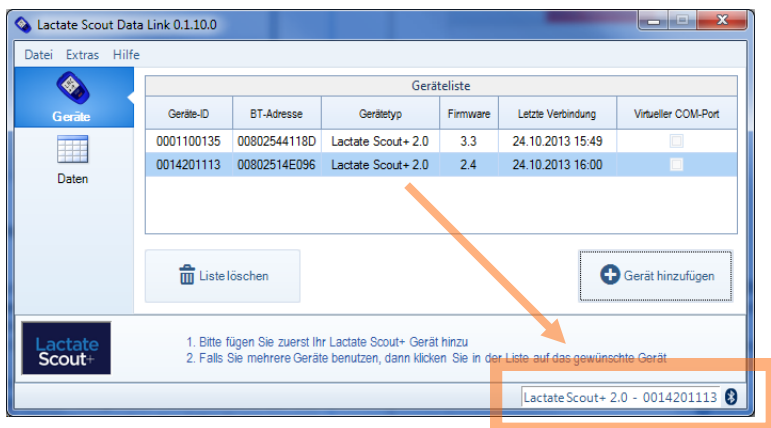 Lactate Scout Data Link 0.1.10.0
Datei Extras Hilfe
Geräte
Daten
Geräteliste
Geräte-ID BT-Adresse Gerätetyp Firmware Letzte Verbindung Virtueller COM-Port
0001100135 00802544118D Lactate Scout+ 2.0 3.3 24.10.2013 15:49
0014201113 00802514E096 Lactate Scout+ 2.0 2.4 24.10.2013 16:00
Liste löschen
Gerät hinzufügen
Lactate
Scout+
1. Bitte fügen Sie zuerst Ihr Lactate Scout+ Gerät hinzu
2. Falls Sie mehrere Geräte benutzen, dann klicken Sie in der Liste auf das gewünschte Gerät
Lactate Scout+ 2.0 - 0014201113